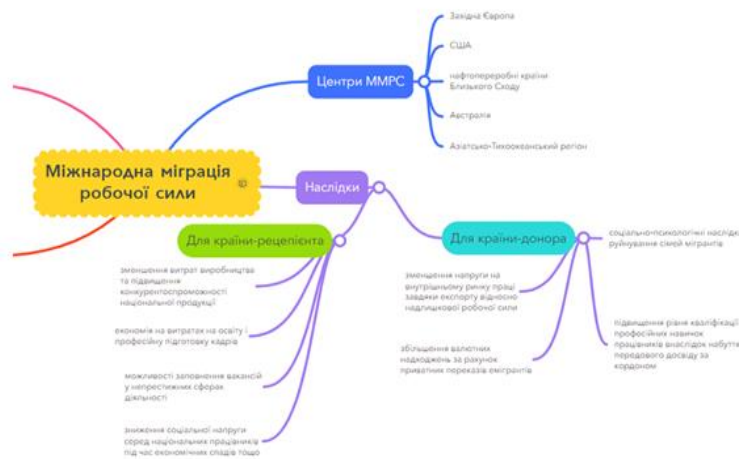 Міжнародна міграція
робочої сили
Центри ММРС
Західна Європа
США
нафтопереробні країни
Близького Сходу
Австралія
Азіатсько-Тихоокеанський регіон
Наслідки
Для країни-рецепієнта
зменшення витрат виробництва
та підвищення
конкурентоспроможності
національної продукції
економія на витратах на освіту і
професійну підготовку кадрів
можливості заповнення вакансій
у непрестижних сферах
діяльності
зниження соціальної напруги
серед національних працівників
під час економічних спадів тощо
Для країни-донора
зменшення напруги на
внутрішньому ринку праці
завдяки експорту відносно
надлишкової робочої сили
збільшення валютних
надходжень за рахунок
приватних переказів емігрантів
соціально-психологічні наслідк
руйнування сімей мігрантів
підвищення рівня кваліфікації
професійних навичок
працівників внаслідок набуття
передового досвіду за
кордоном